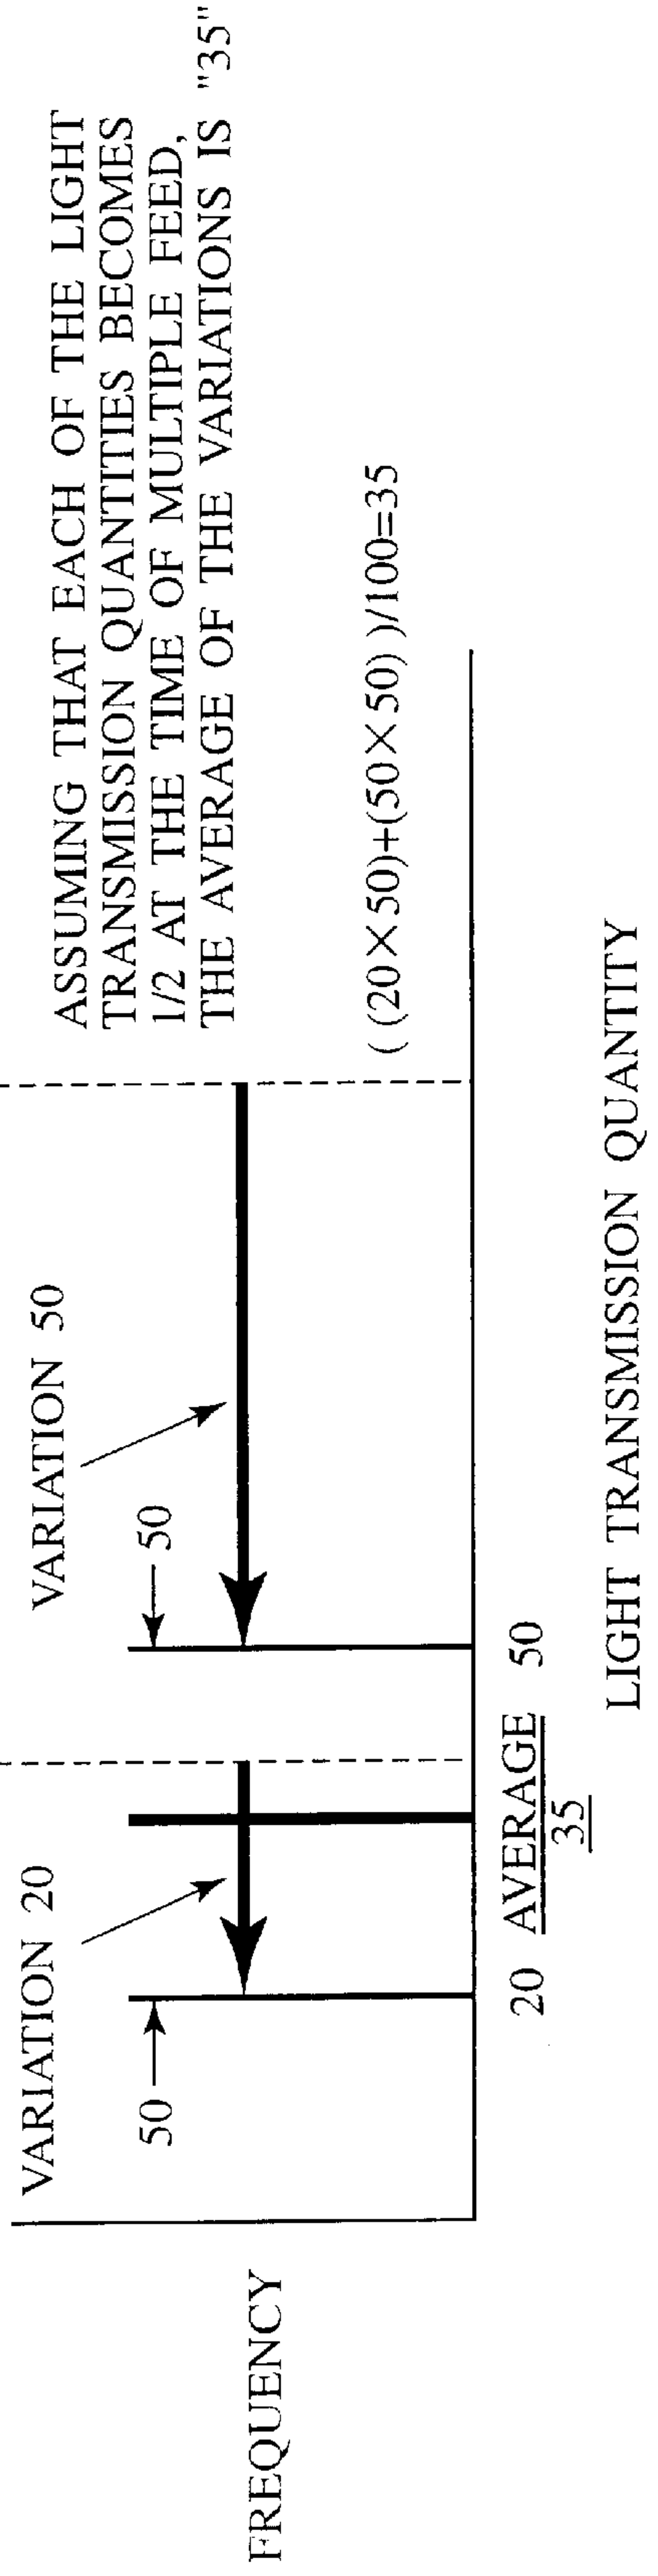 ASSUMING THAT EACH OF THE LIGHT
TRANSMISSION QUANTITIES BECOMES
1/2 AT THE TIME OF MULTIPLE FEED,
THE AVERAGE OF THE VARIATIONS IS "35"
VARIATION 20
VARIATION 50
50
50
( (20×50)+(50×50) )/100=35
FREQUENCY
20 AVERAGE 50
35
LIGHT TRANSMISSION QUANTITY